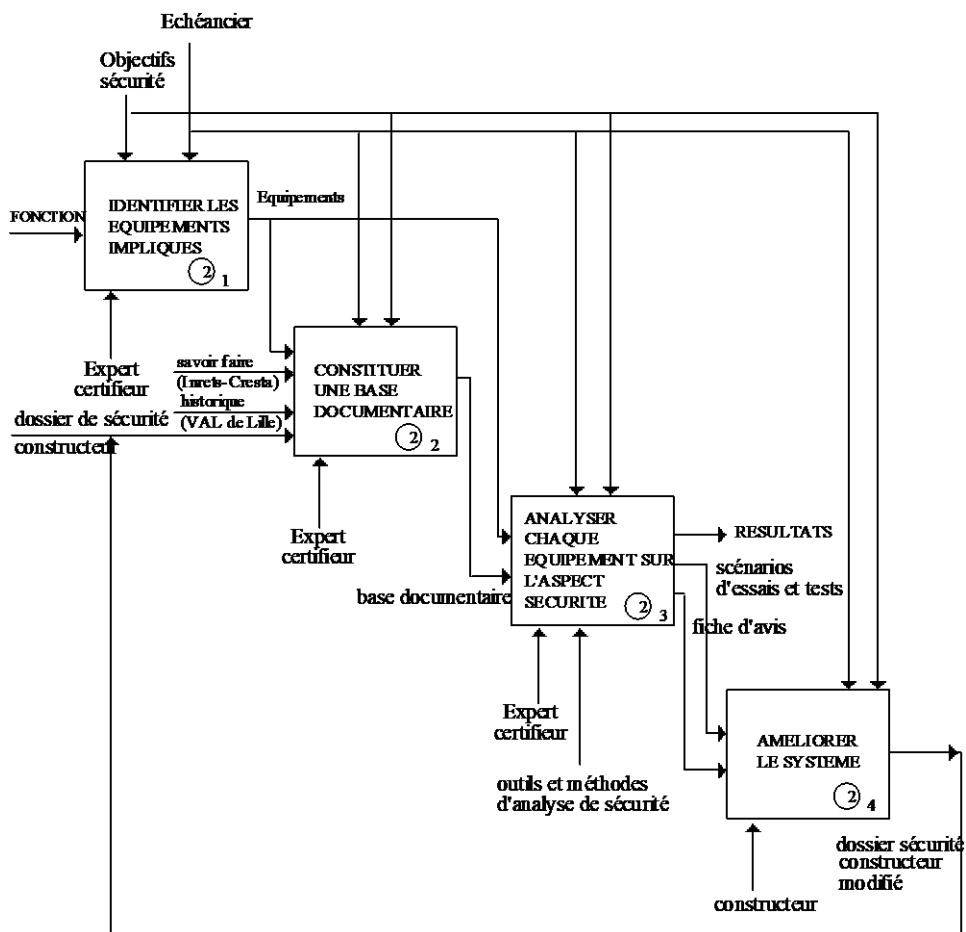 Echéancier
Objectifs
sécurité
FONCTION
IDENTIFIER LES
EQUIPEMENTS
IMPLIQUES
2
1
Equipements
Expert
certifieur
savoir faire
(Inrets-Cresta)
historique
(VAL de Lille)
dossier de sécurité
constructeur
CONSTITUER
UNE BASE
DOCUMENTAIRE
2
2
Expert
certifieur
base documentaire
ANALYSER
CHAQUE
EQUIPEMENT SUR
L'ASPECT
SECURITE
2
3
RESULTATS
scénarios
d'essais et tests
fiche d'avis
Expert
certifieur
outils et méthodes
d'analyse de sécurité
AMELIORER
LE SYSTEME
2
4
constructeur
dossier sécurité
constructeur
modifié